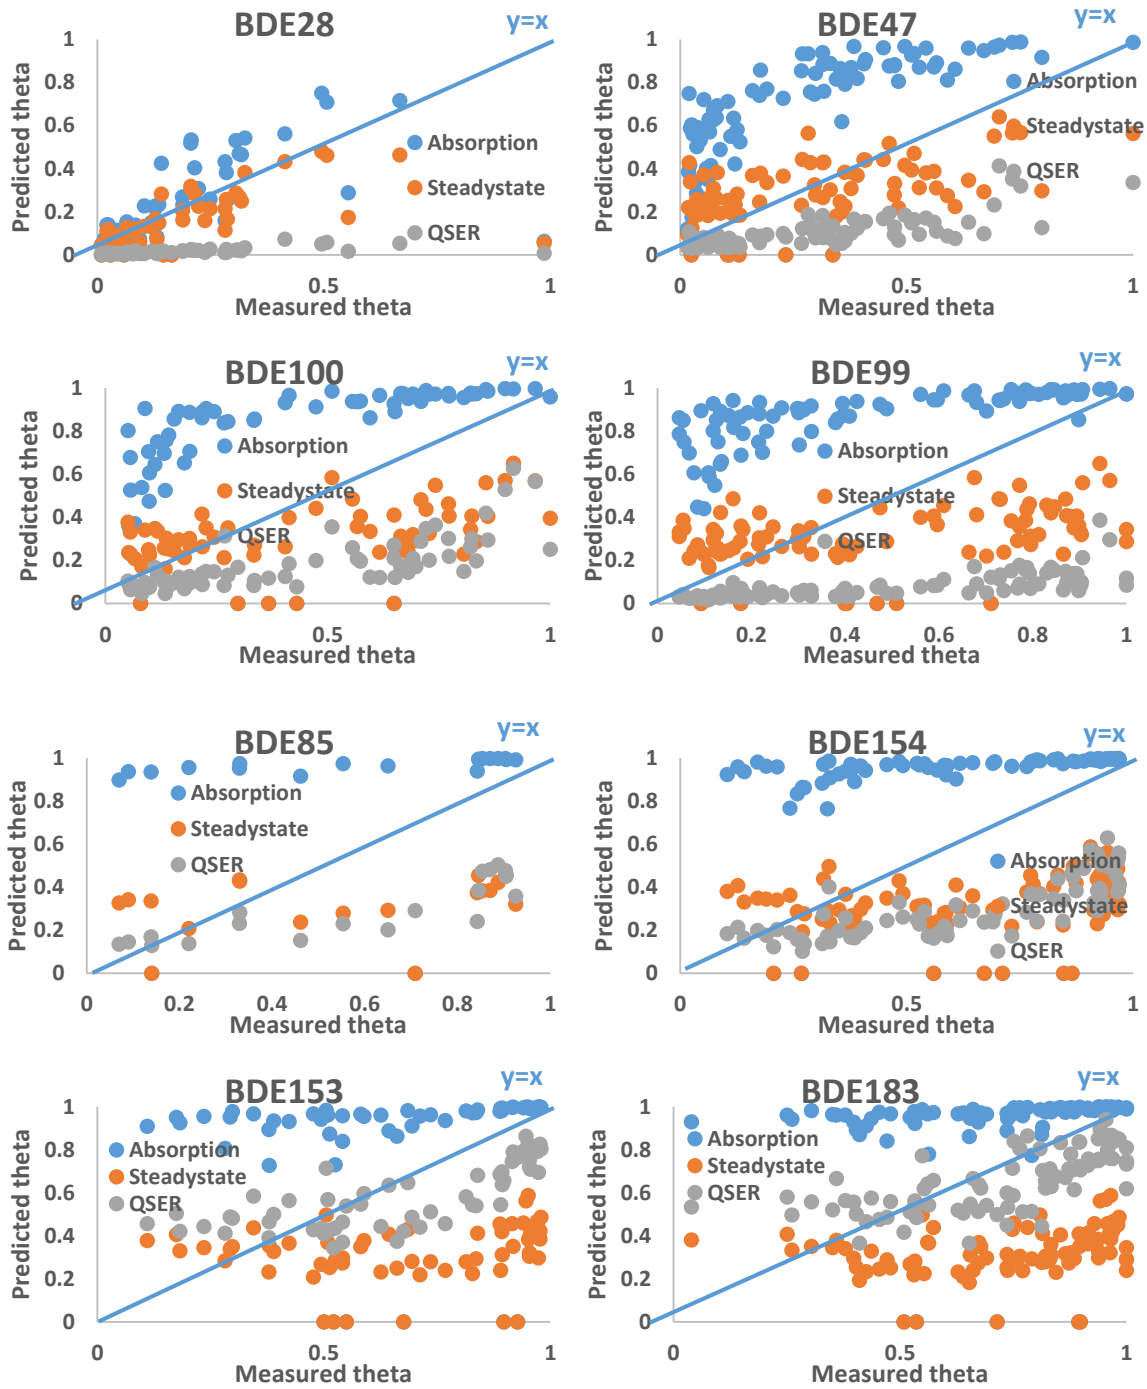 BDE28
y=x
1
0.8
0.6
0.4
0.2
0
Predicted theta
Absorption
Steadystate
QSER
0
0.5
1
Measured theta
BDE47
y=x
1
0.8
0.6
0.4
0.2
0
Predicted theta
Absorption
Steadystate
QSER
0
0.5
1
Measured theta
BDE100
y=x
1
0.8
0.6
0.4
0.2
0
Predicted theta
Absorption
Steadystate
QSER
0
0.5
1
Measured theta
BDE99
y=x
1
0.8
0.6
0.4
0.2
0
Predicted theta
Absorption
Steadystate
QSER
0
0.2
0.4
0.6
0.8
1
Measured theta
BDE85
y=x
1
0.8
0.6
0.4
0.2
0
Predicted theta
Absorption
Steadystate
QSER
0
0.2
0.4
0.6
0.8
1
Measured theta
BDE154
y=x
1
0.8
0.6
0.4
0.2
0
Predicted theta
Absorption
Steadystate
QSER
0
0.5
1
Measured theta
BDE153
y=x
1
0.8
0.6
0.4
0.2
0
Predicted theta
Absorption
Steadystate
QSER
0
0.5
1
Measured theta
BDE183
y=x
1
0.8
0.6
0.4
0.2
0
Predicted theta
Absorption
Steadystate
QSER
0
0.5
1
Measured theta